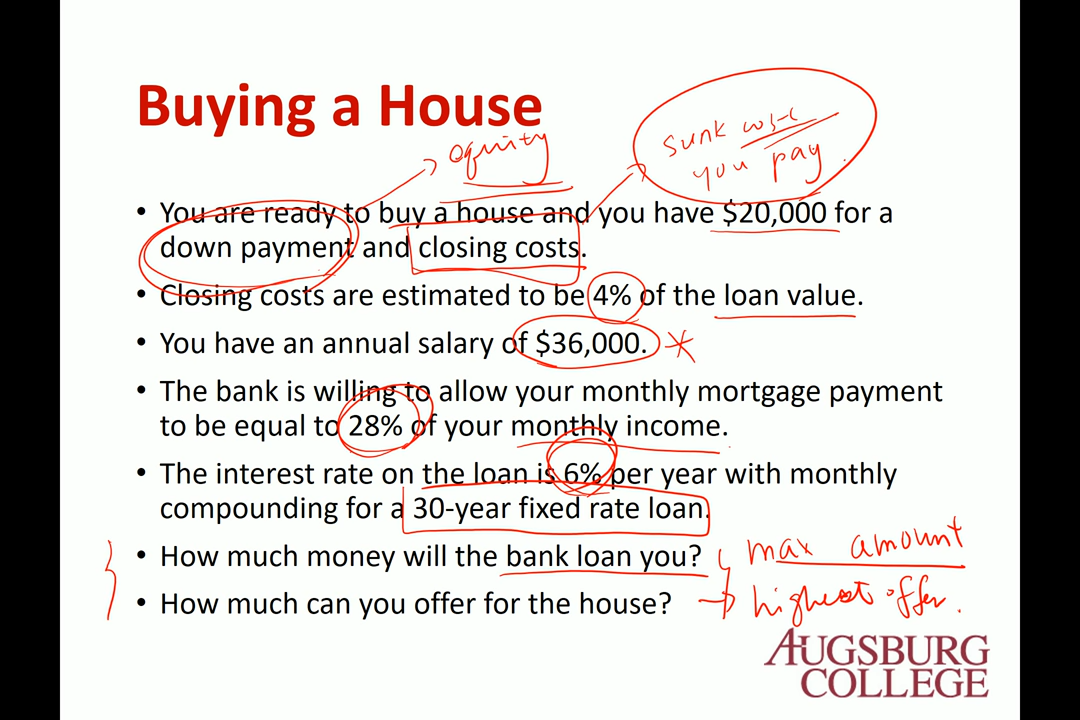 Buying a House
equity
sunk cost
you pay
• You are ready to buy a house and you have $20,000 for a
down payment and closing costs.
• Closing costs are estimated to be 4% of the loan value.
• You have an annual salary of $36,000.
• The bank is willing to allow your monthly mortgage payment
to be equal to 28% of your monthly income.
• The interest rate on the loan is 6% per year with monthly
compounding for a 30-year fixed rate loan.
• How much money will the bank loan you?
max amount
• How much can you offer for the house?
highest offer.
AUGSBURG
COLLEGE